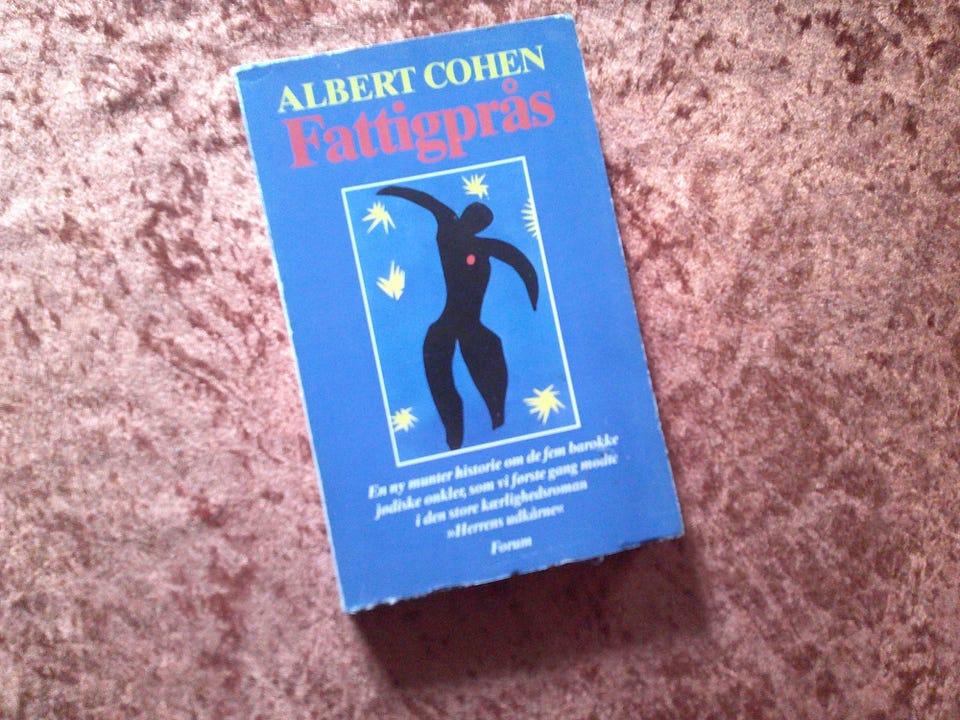 ALBERT COHEN
Fattigprås
En ny munter historie om de fem barokke
jødiske onkler, som vi første gang mødte
i den store kærlighedsroman
»Herrens udkårne«
Forum